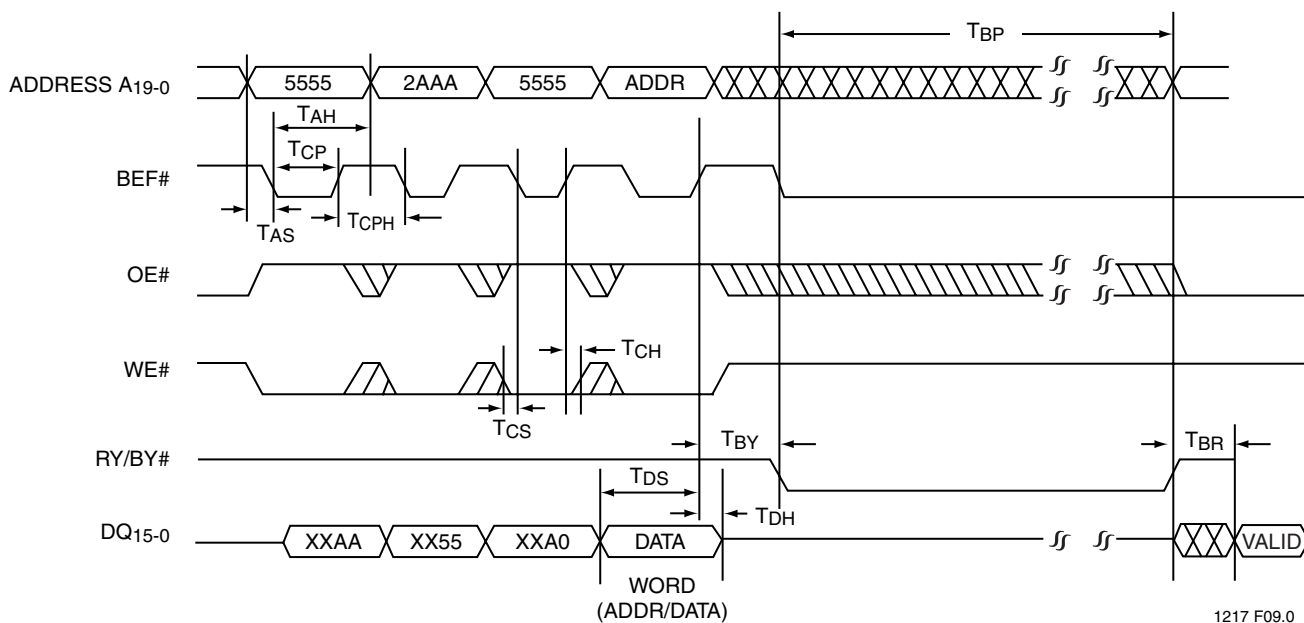 TBP
ADDRESS A19-0
5555
2AAA
5555
ADDR
TAH
TCP
BEF#
TAS
TCPH
OE#
WE#
TCH
TCS
RY/BY#
TBY
TBR
TDS
TDH
DQ15-0
XXAA
XX55
XXA0
DATA
VALID
WORD
(ADDR/DATA)
1217 F09.0